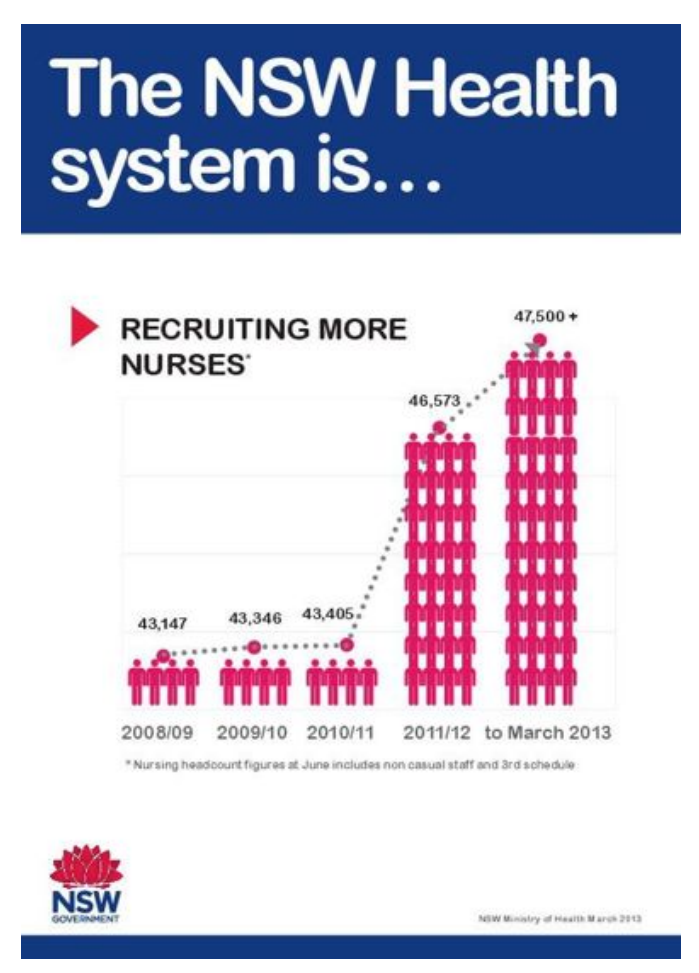 The NSW Health
system is...
RECRUITING MORE
NURSES*
47,500 +
46,573
43,147
43,346
43,405
2008/09
2009/10
2010/11
2011/12
to March 2013
* Nursing headcount figures at June includes non casual staff and 3rd schedule
NSW
GOVERNMENT
NSW Ministry of Health March 2013